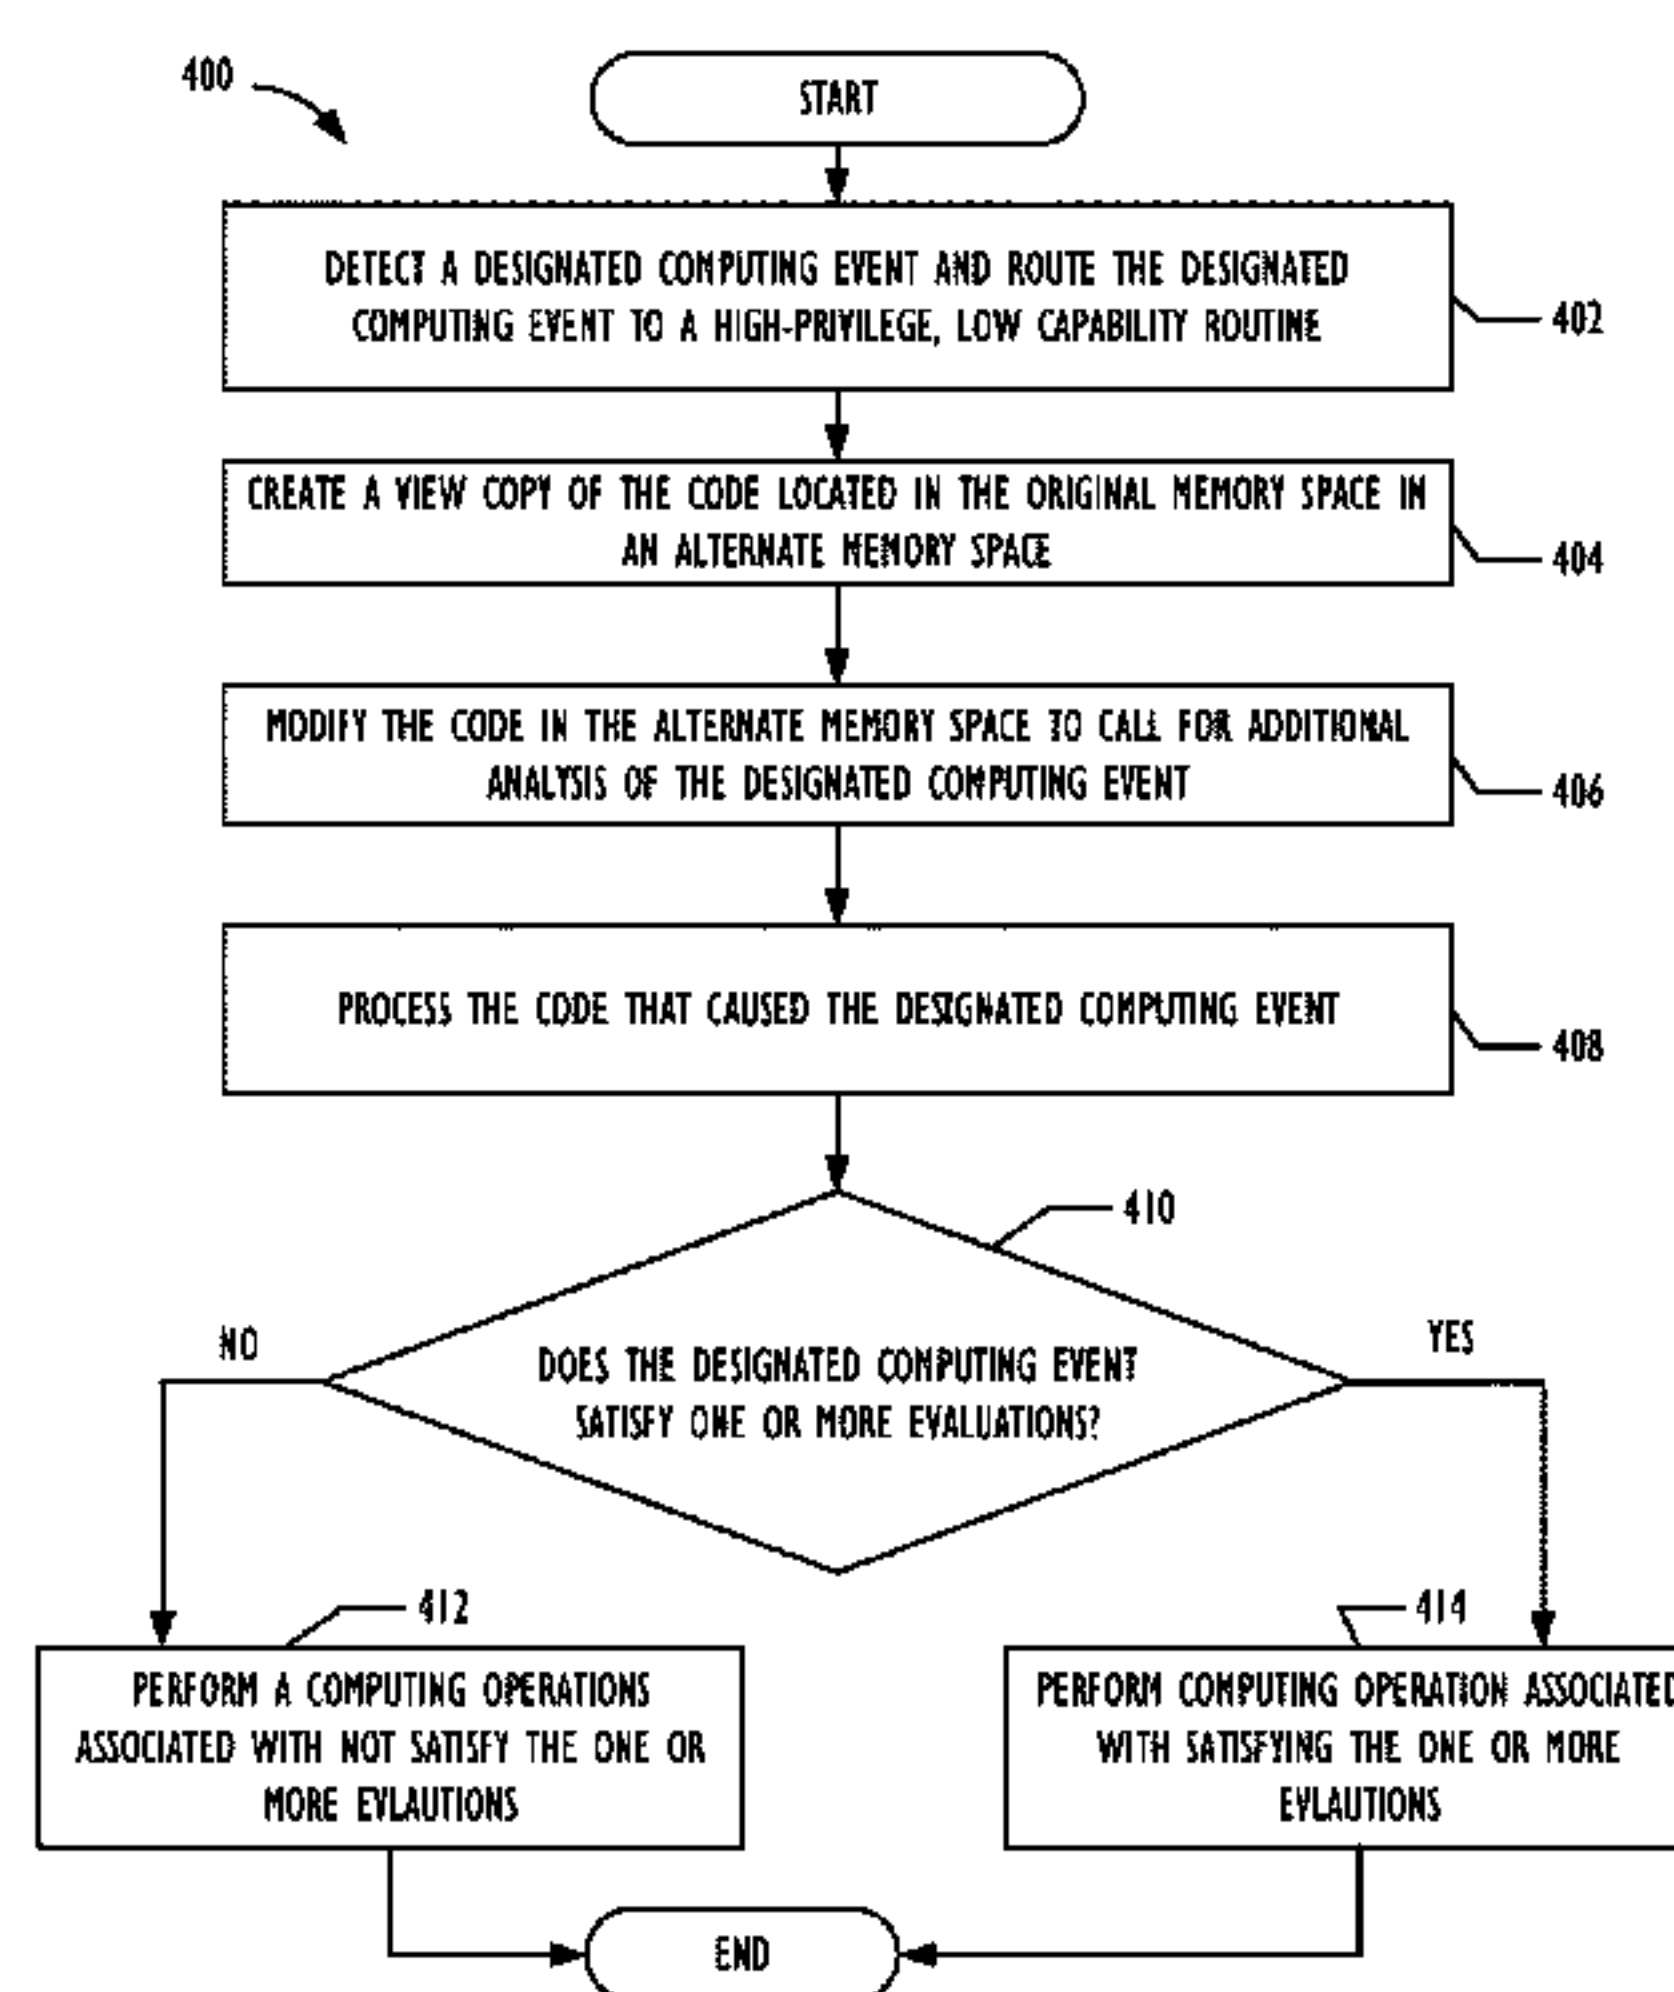 400
START
DETECT A DESIGNATED COMPUTING EVENT AND ROUTE THE DESIGNATED
COMPUTING EVENT TO A HIGH-PRIVILEGE, LOW CAPABILITY ROUTINE
402
CREATE A VIEW COPY OF THE CODE LOCATED IN THE ORIGINAL MEMORY SPACE IN
AN ALTERNATE MEMORY SPACE
404
MODIFY THE CODE IN THE ALTERNATE MEMORY SPACE TO CALL FOR ADDITIONAL
ANALYSIS OF THE DESIGNATED COMPUTING EVENT
406
PROCESS THE CODE THAT CAUSED THE DESIGNATED COMPUTING EVENT
408
410
NO
YES
DOES THE DESIGNATED COMPUTING EVENT
SATISFY ONE OR MORE EVALUATIONS?
412
PERFORM A COMPUTING OPERATIONS
ASSOCIATED WITH NOT SATISFY THE ONE OR
MORE EVLAUTIONS
414
PERFORM COMPUTING OPERATION ASSOCIATED
WITH SATISFYING THE ONE OR MORE
EVLAUTIONS
END